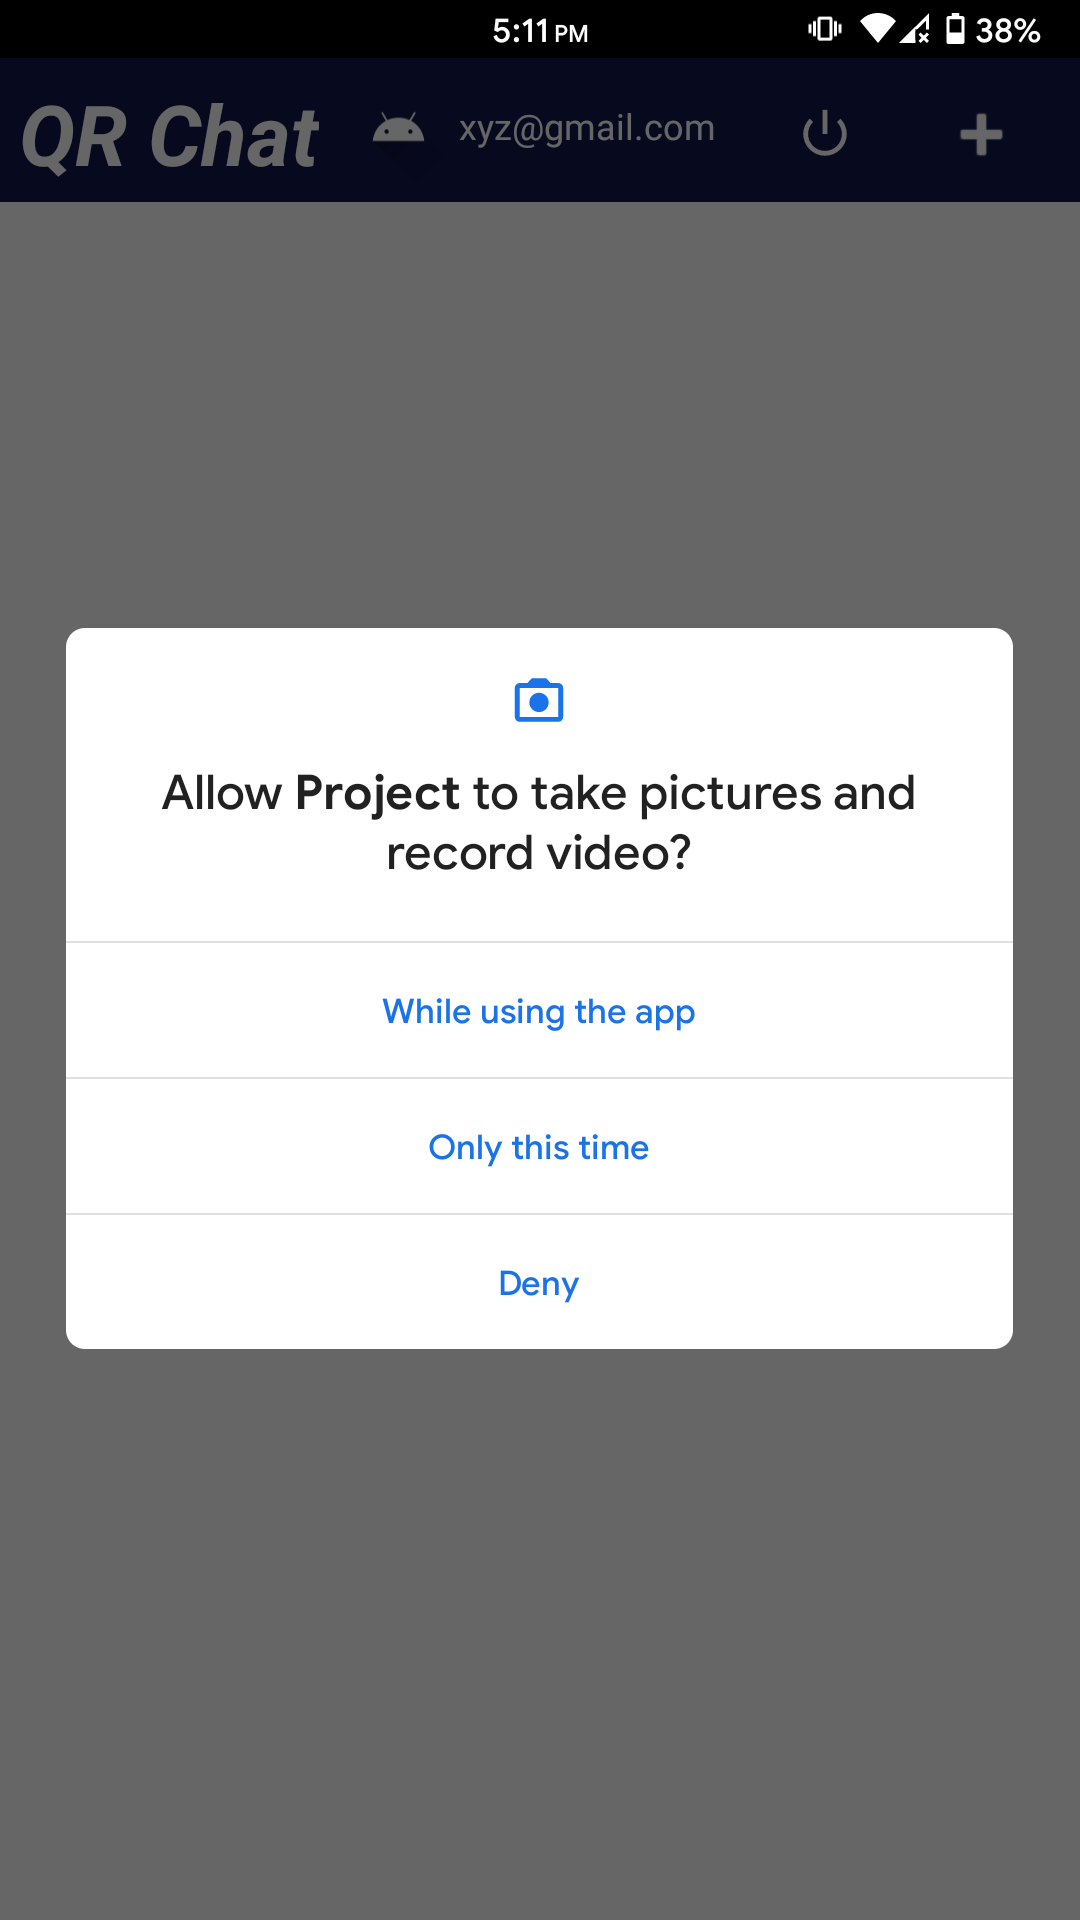 5:11 PM 38%
QR Chat xyz@gmail.com
Allow Project to take pictures and
record video?
While using the app
Only this time
Deny